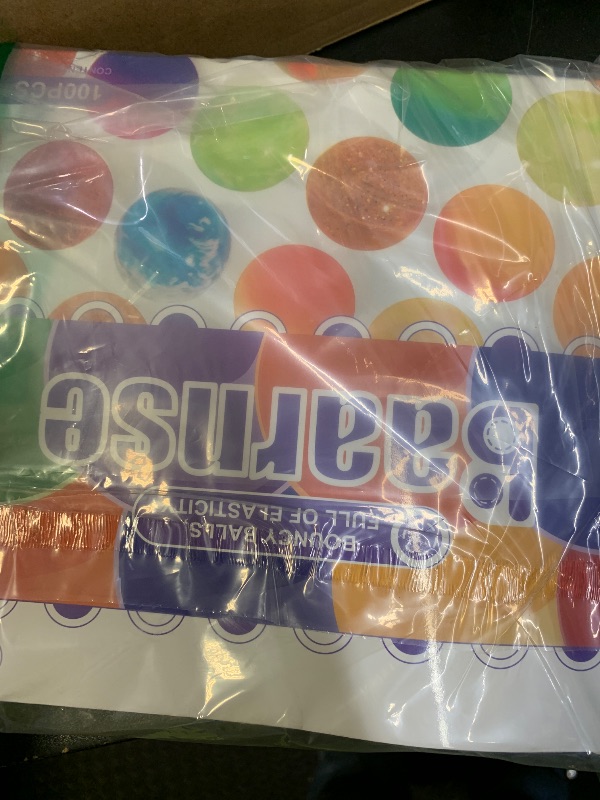 BOUNCY BALLS
FULL OF ELASTICITY
Baarnse
100PCS